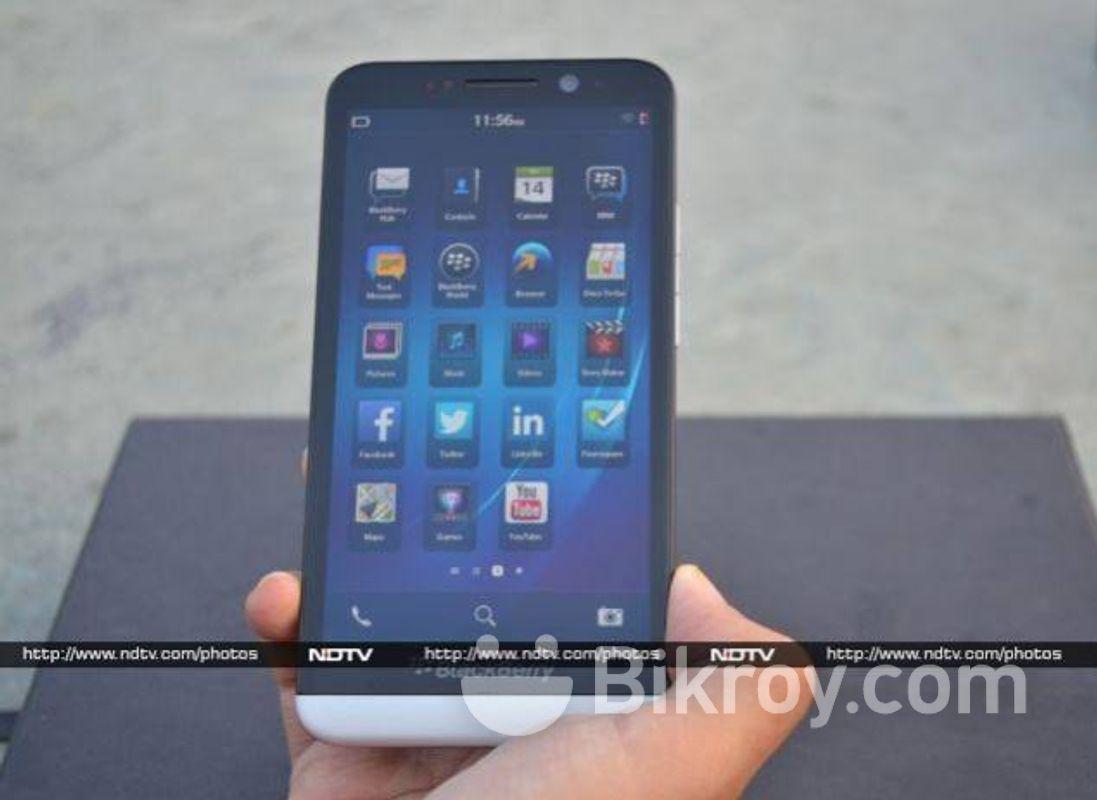 11:56AM
BlackBerry Hub
Contacts
14
Calendar
BBM
Text Messages
BlackBerry World
Browser
Docs To Go
Pictures
Music
Videos
Story Maker
f
Facebook
Twitter
in
LinkedIn
Foursquare
Maps
Games
You Tube
YouTube
http://www.ndtv.com/photos NDTV http://www.ndtv.com/photos NDTV http://www.ndtv.com/photos
BlackBerry
Bikroy.com